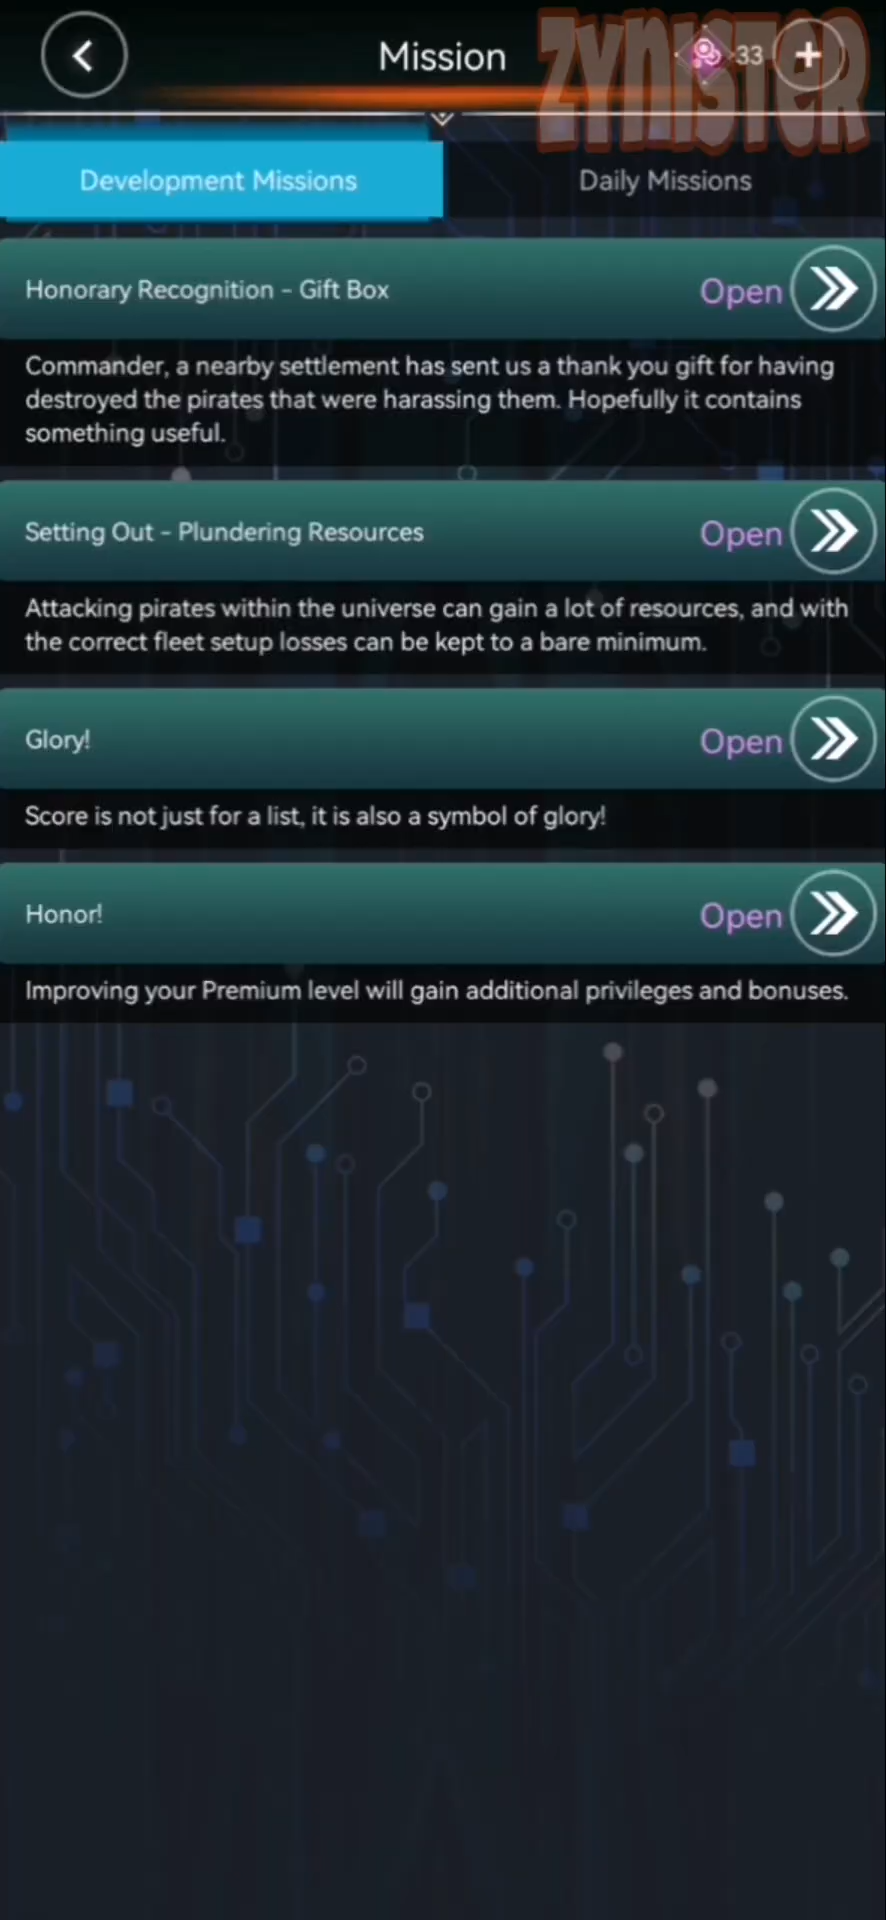 Mission
33
ZYNISTER
Development Missions
Daily Missions
Honorary Recognition - Gift Box
Open
Commander, a nearby settlement has sent us a thank you gift for having
destroyed the pirates that were harassing them. Hopefully it contains
something useful.
Setting Out - Plundering Resources
Open
Attacking pirates within the universe can gain a lot of resources, and with
the correct fleet setup losses can be kept to a bare minimum.
Glory!
Open
Score is not just for a list, it is also a symbol of glory!
Honor!
Open
Improving your Premium level will gain additional privileges and bonuses.